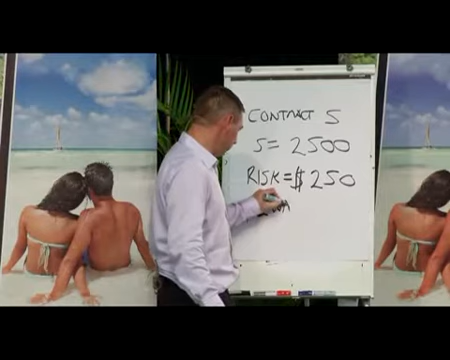 CONTRACT 5
5 = 2500
RISK = $250